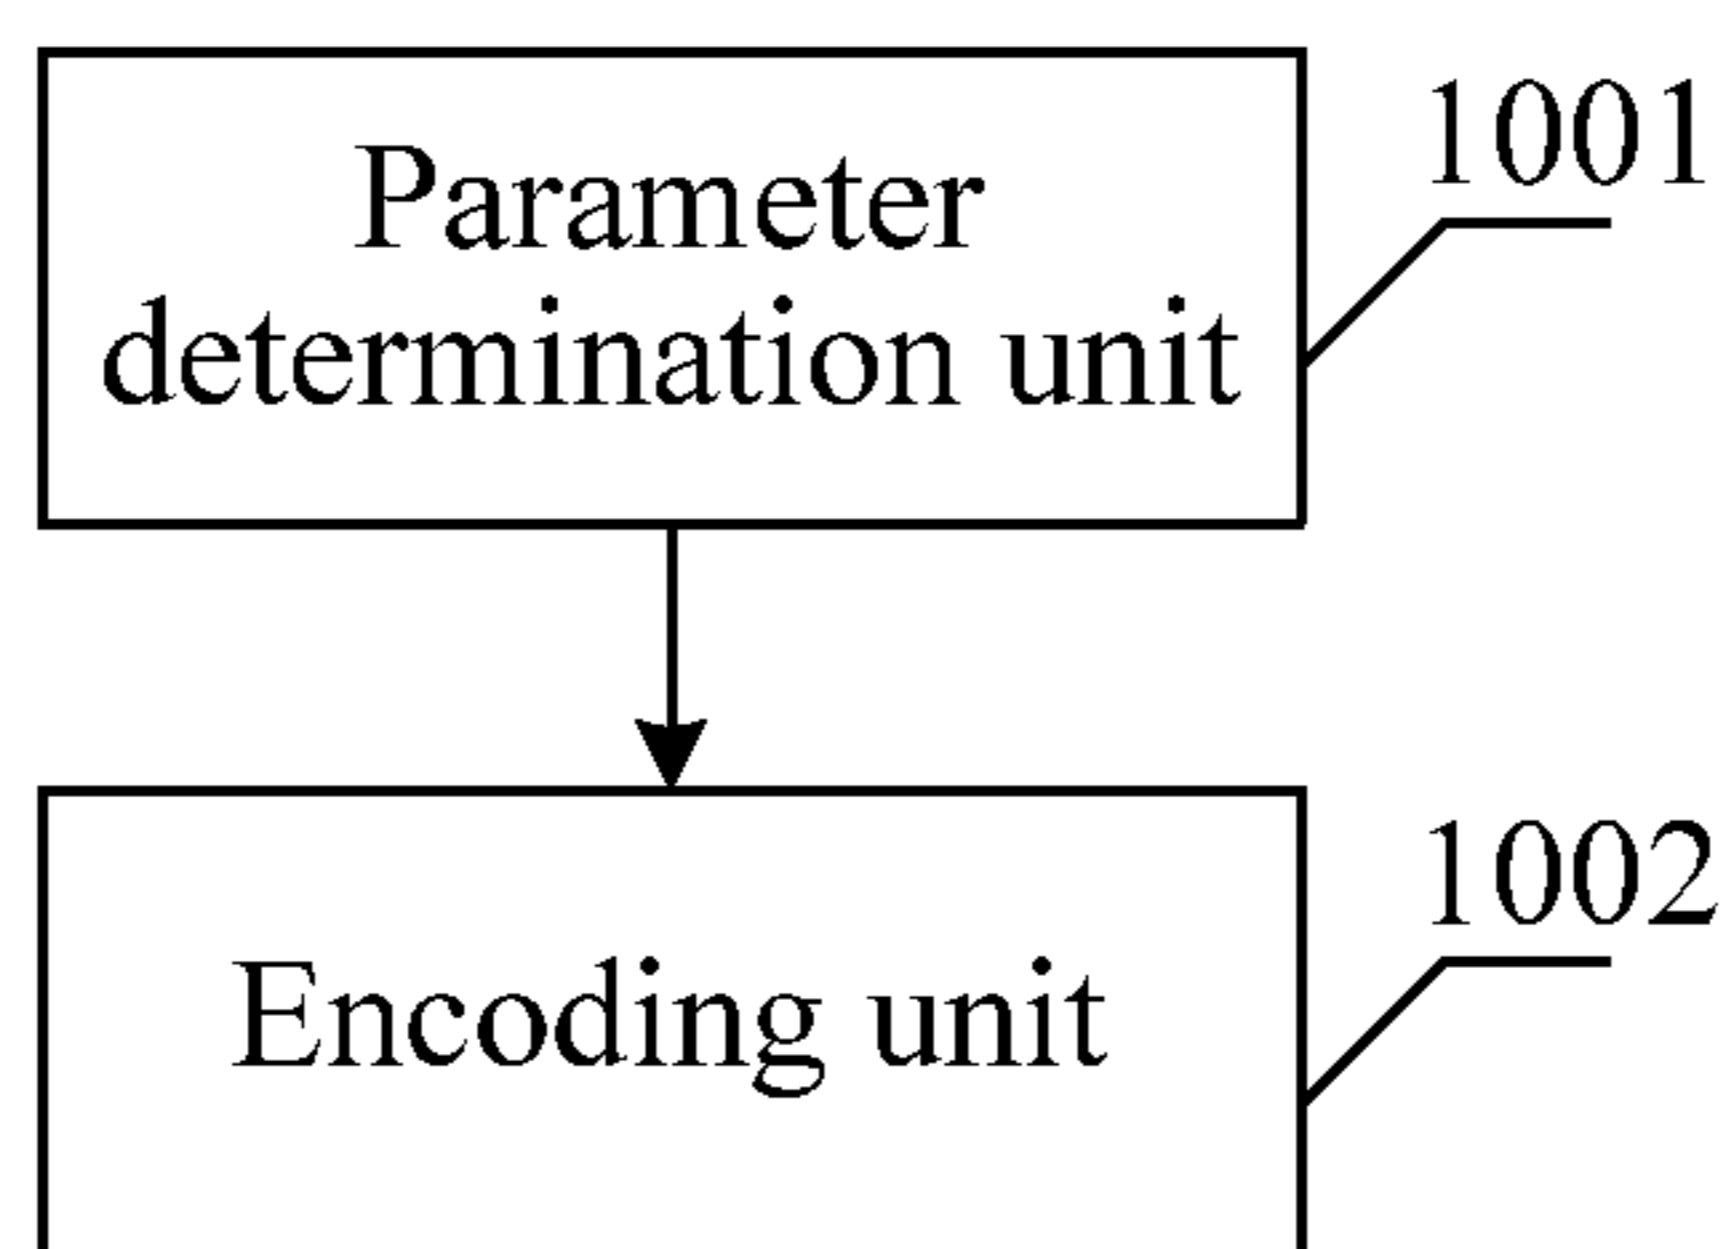 Parameter
determination unit
1001
Encoding unit
1002